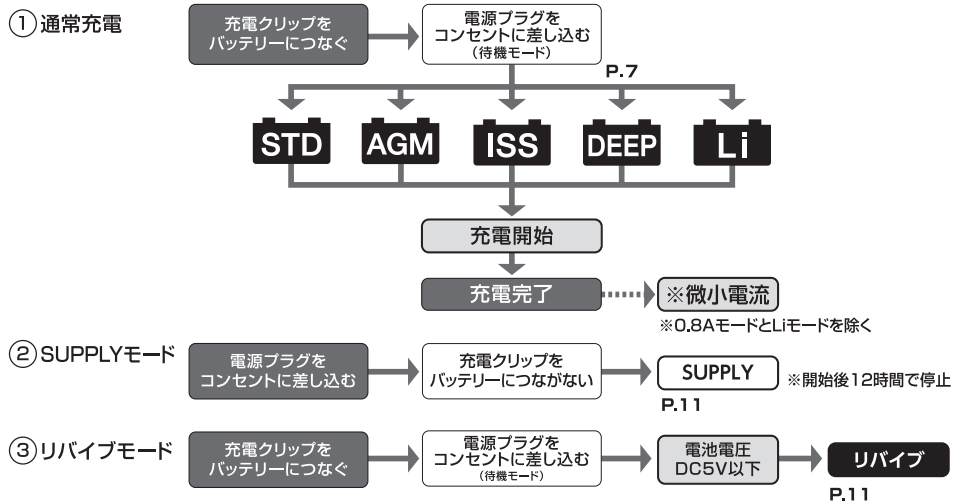 ①通常充電
充電クリップを
バッテリーにつなぐ
電源プラグを
コンセントに差し込む
(待機モード)
P.7
STD
AGM
ISS
DEEP
Li
充電開始
充電完了
※微小電流
※0.8AモードとLiモードを除く
②SUPPLYモード
電源プラグを
コンセントに差し込む
充電クリップを
バッテリーにつながない
SUPPLY
※開始後12時間で停止
P.11
③リバイブモード
充電クリップを
バッテリーにつなぐ
電源プラグを
コンセントに差し込む
(待機モード)
電池電圧
DC5V以下
リバイブ
P.11